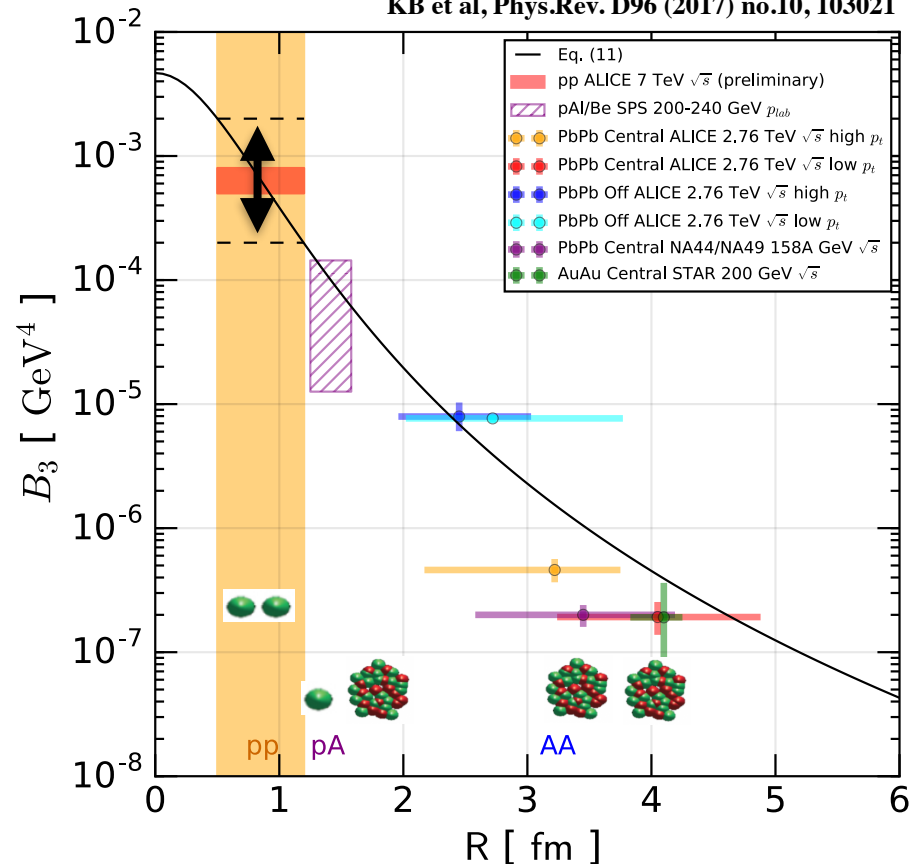 KB et al, Phys.Rev. D96 (2017) no.10, 103021
Eq. (11)
pp ALICE 7 TeV √s (preliminary)
pAl/Be SPS 200-240 GeV p_lab
PbPb Central ALICE 2.76 TeV √s high p_t
PbPb Central ALICE 2.76 TeV √s low p_t
PbPb Off ALICE 2.76 TeV √s high p_t
PbPb Off ALICE 2.76 TeV √s low p_t
PbPb Central NA44/NA49 158A GeV √s
AuAu Central STAR 200 GeV √s
B₃ [ GeV⁴ ]
10⁻²
10⁻³
10⁻⁴
10⁻⁵
10⁻⁶
10⁻⁷
10⁻⁸
pp pA AA
0 1 2 3 4 5 6
R [ fm ]